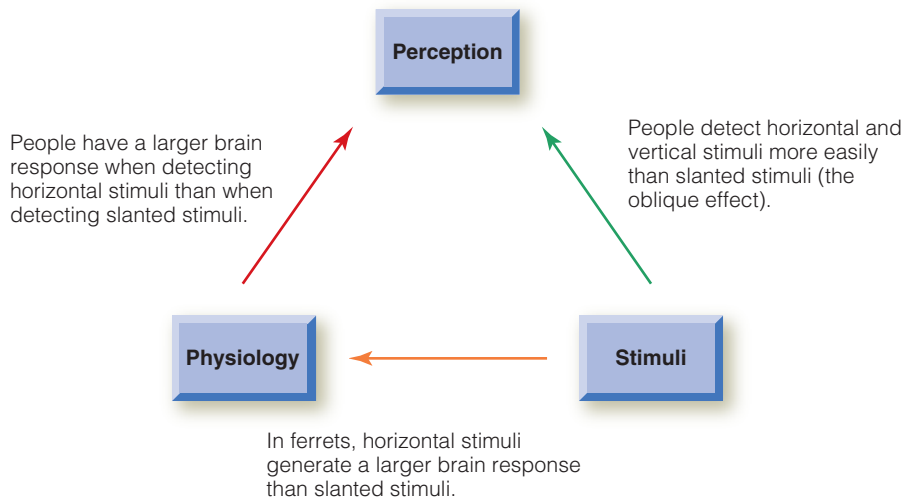 Perception
People have a larger brain
response when detecting
horizontal stimuli than when
detecting slanted stimuli.
People detect horizontal and
vertical stimuli more easily
than slanted stimuli (the
oblique effect).
Physiology
Stimuli
In ferrets, horizontal stimuli
generate a larger brain response
than slanted stimuli.